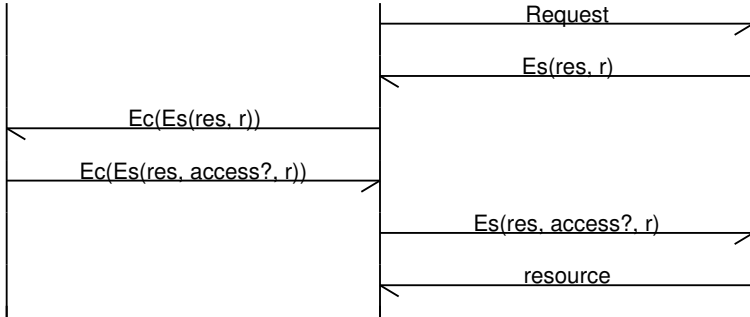 Request
Es(res, r)
Ec(Es(res, r))
Ec(Es(res, access?, r))
Es(res, access?, r)
resource